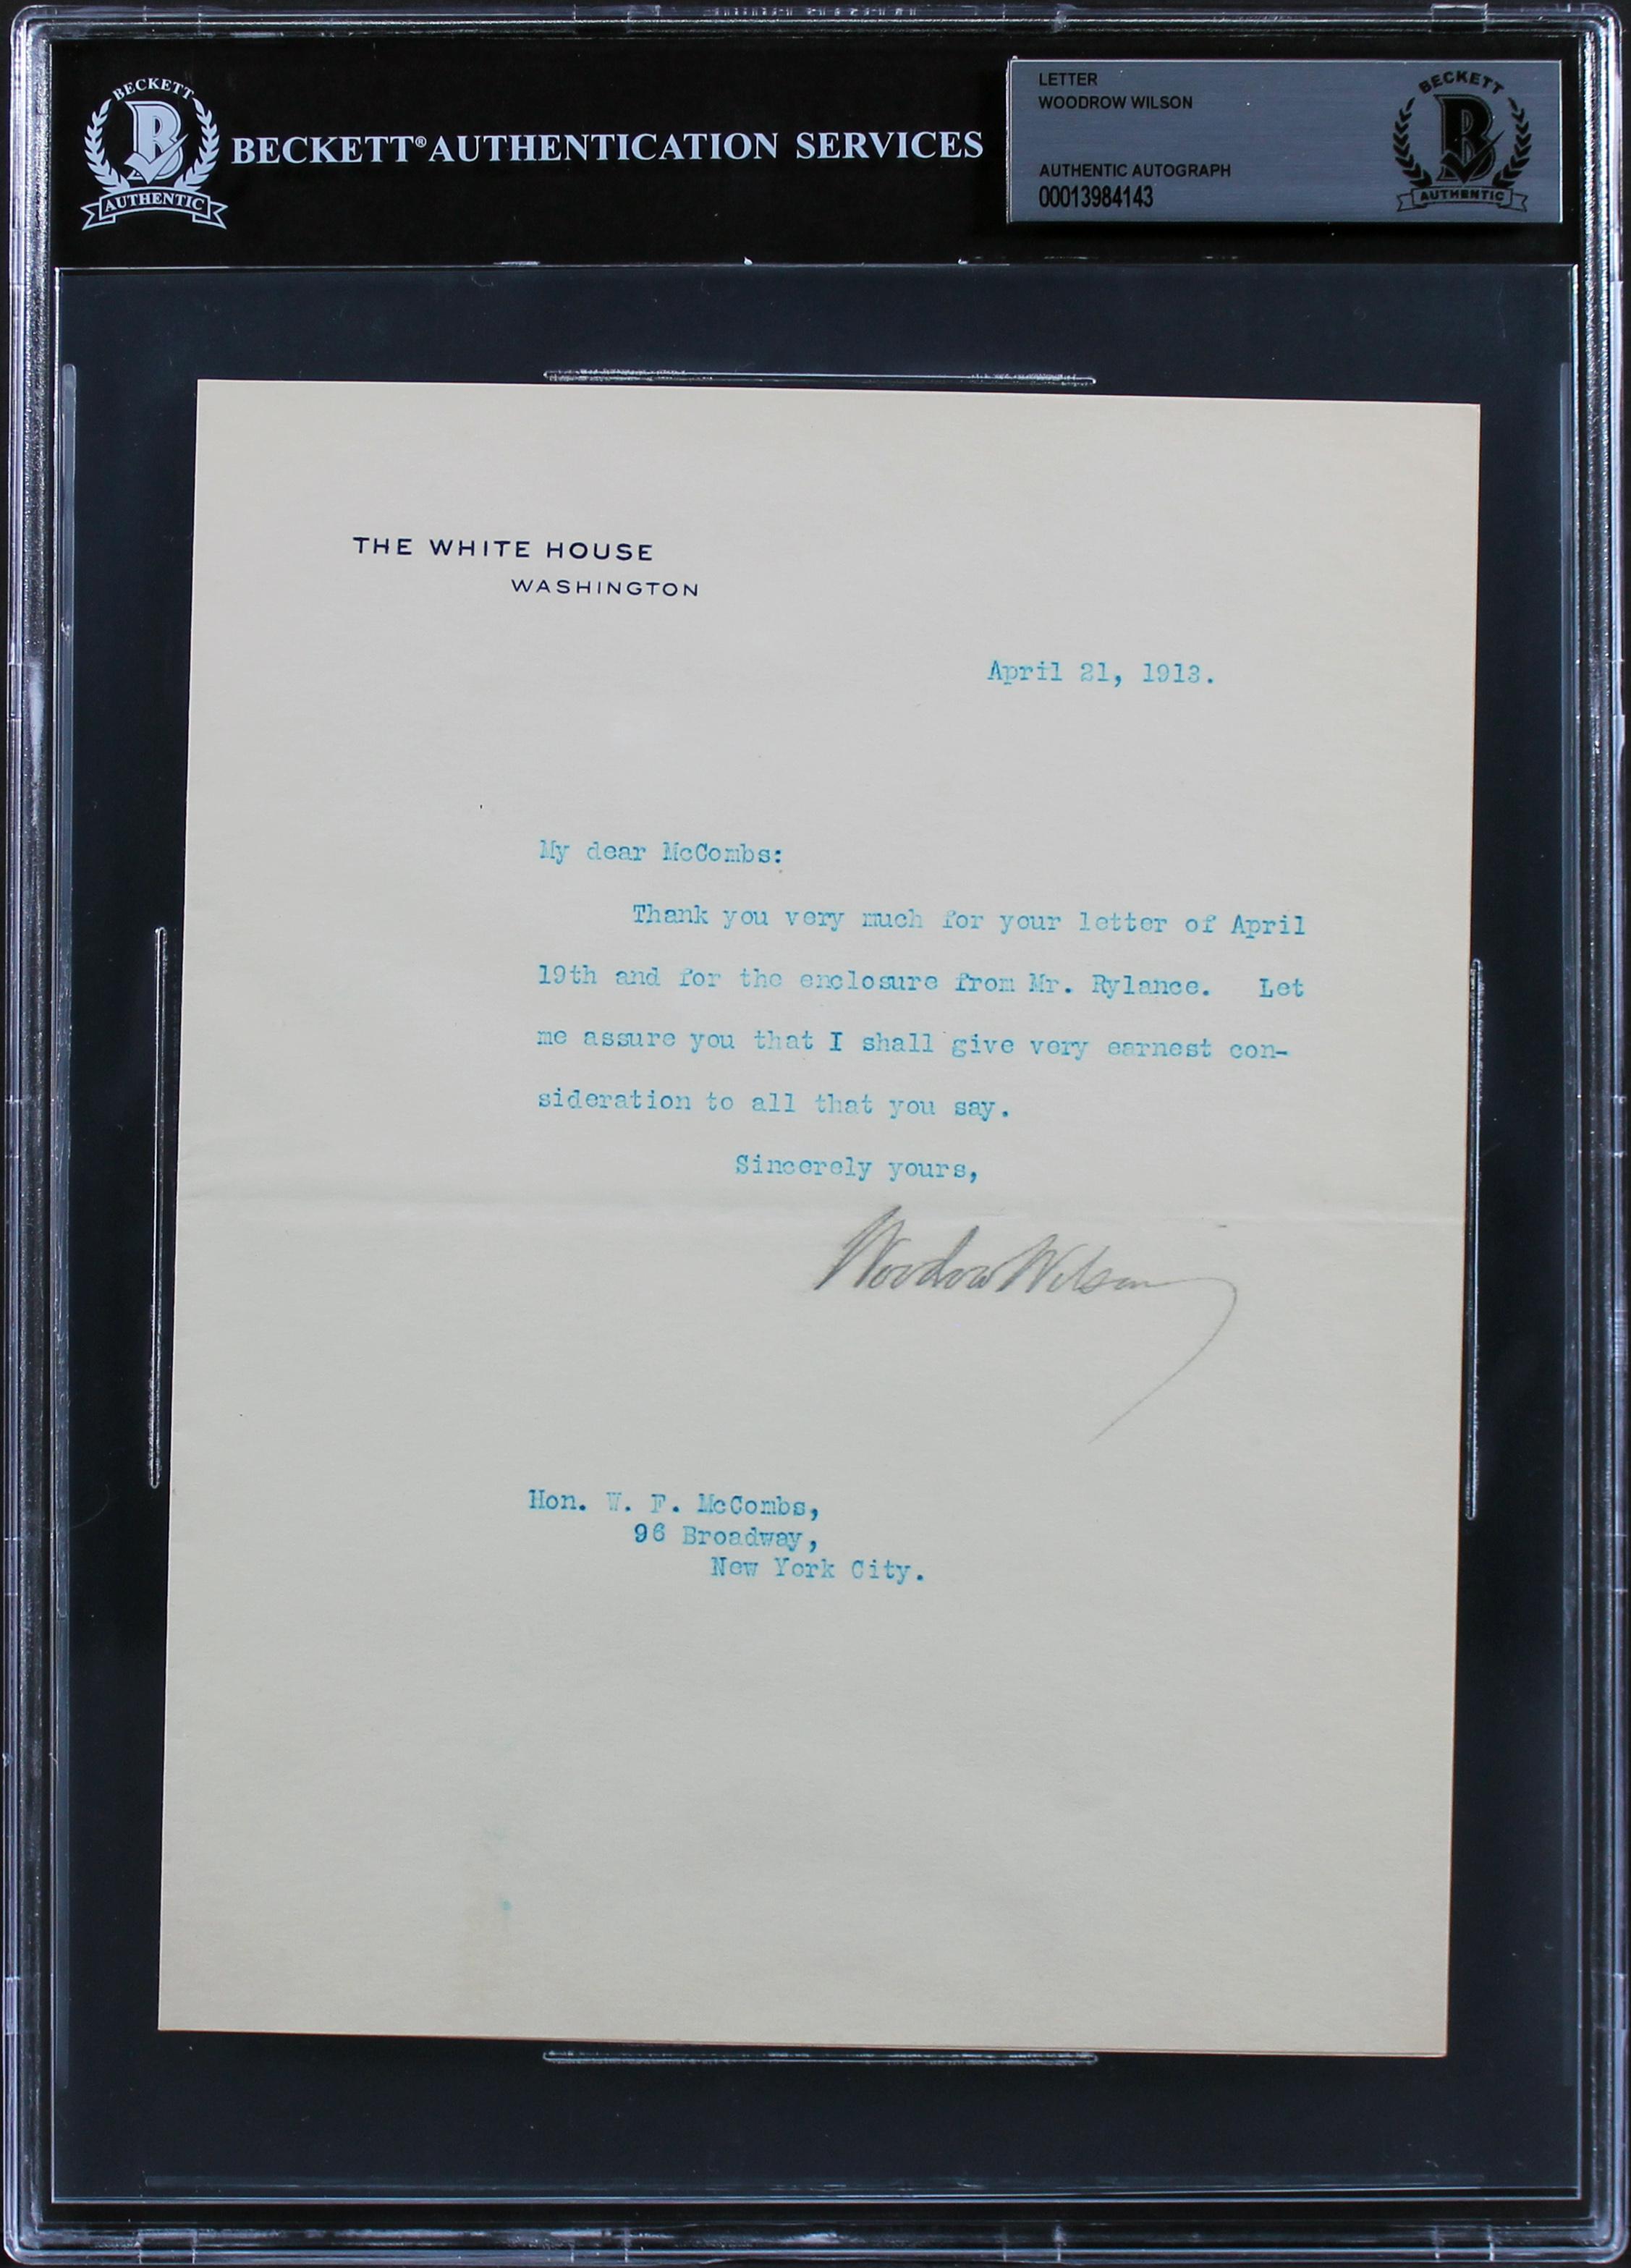 BECKETT
B
AUTHENTIC
BECKETT® AUTHENTICATION SERVICES
LETTER
WOODROW WILSON
AUTHENTIC AUTOGRAPH
00013984143
BECKETT
B
AUTHENTIC
THE WHITE HOUSE
WASHINGTON
April 21, 1913.
My dear McCombs:
Thank you very much for your letter of April
19th and for the enclosure from Mr. Rylance. Let
me assure you that I shall give very earnest con-
sideration to all that you say.
Sincerely yours,
Woodrow Wilson
Hon. W. F. McCombs,
96 Broadway,
New York City.